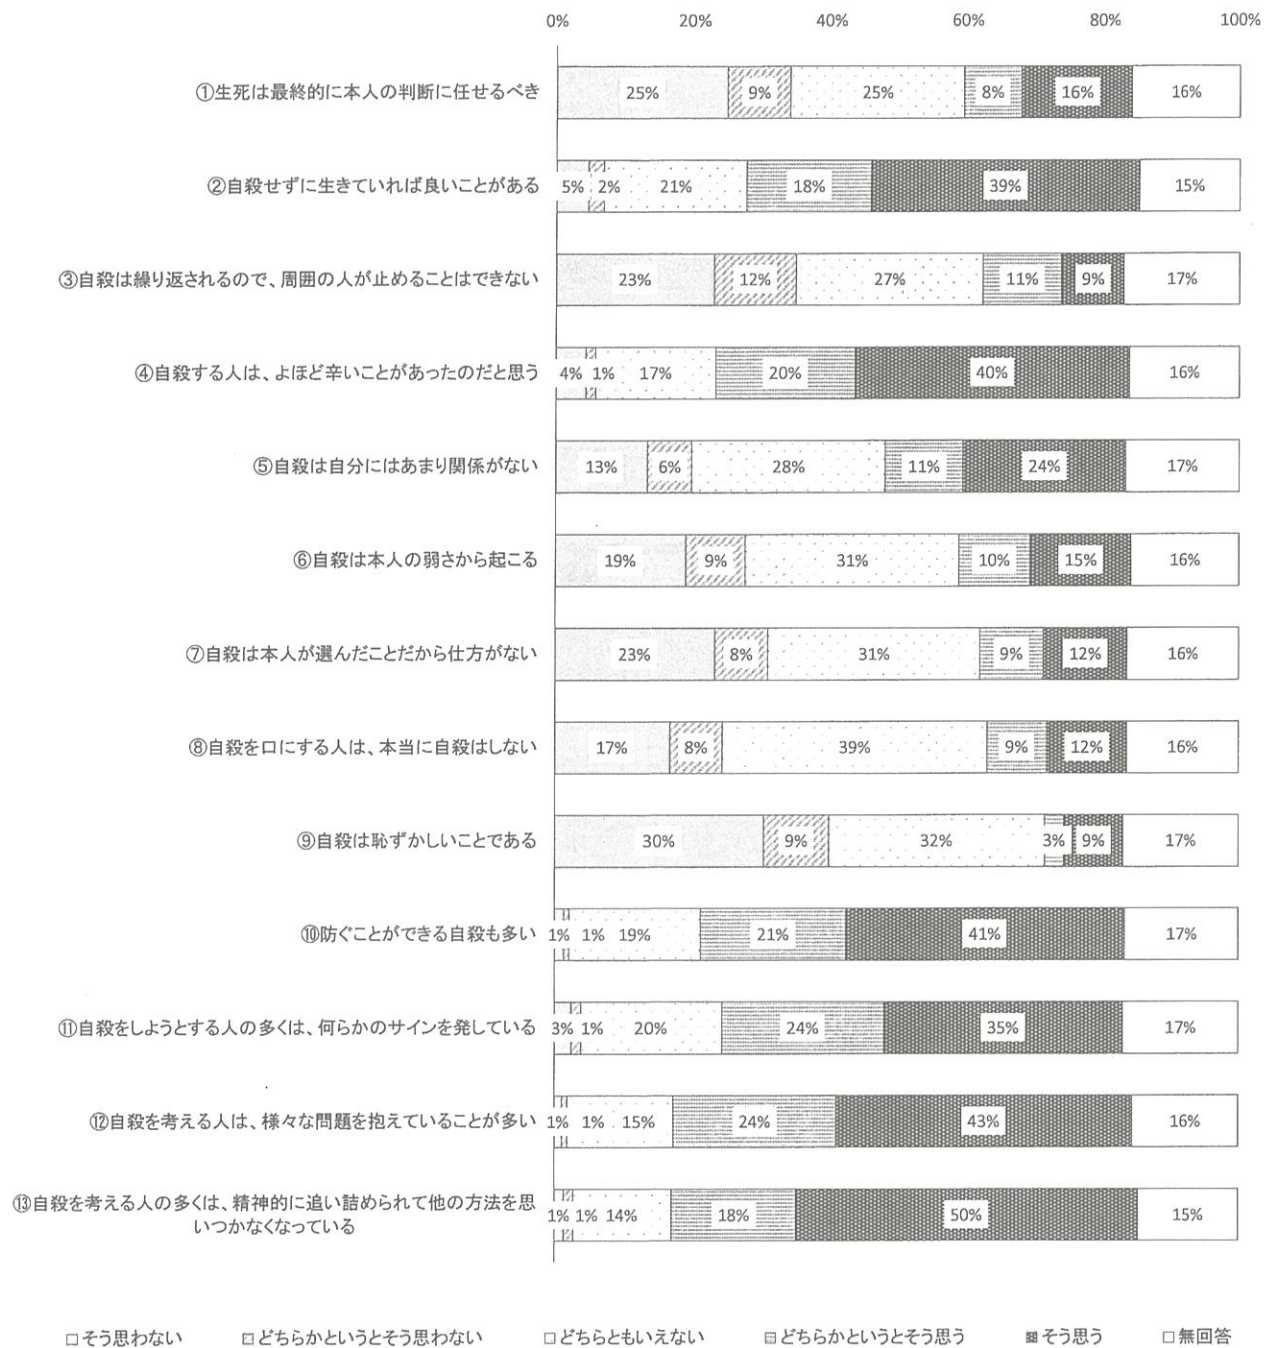 0% 20% 40% 60% 80% 100%
①生死は最終的に本人の判断に任せるべき 25% 9% 25% 8% 16% 16%
②自殺せずに生きていれば良いことがある 5% 2% 21% 18% 39% 15%
③自殺は繰り返されるので、周囲の人が止めることはできない 23% 12% 27% 11% 9% 17%
④自殺する人は、よほど辛いことがあったのだと思う 4% 1% 17% 20% 40% 16%
⑤自殺は自分にはあまり関係がない 13% 6% 28% 11% 24% 17%
⑥自殺は本人の弱さから起こる 19% 9% 31% 10% 15% 16%
⑦自殺は本人が選んだことだから仕方がない 23% 8% 31% 9% 12% 16%
⑧自殺を口にする人は、本当に自殺はしない 17% 8% 39% 9% 12% 16%
⑨自殺は恥ずかしいことである 30% 9% 32% 3% 9% 17%
⑩防ぐことができる自殺も多い 1% 1% 19% 21% 41% 17%
⑪自殺をしようとする人の多くは、何らかのサインを発している 3% 1% 20% 24% 35% 17%
⑫自殺を考える人は、様々な問題を抱えていることが多い 1% 1% 15% 24% 43% 16%
⑬自殺を考える人の多くは、精神的に追い詰められて他の方法を思
いつかなくなっている 1% 1% 14% 18% 50% 15%
そう思わない どちらかというとそう思わない どちらともいえない どちらかというとそう思う そう思う 無回答